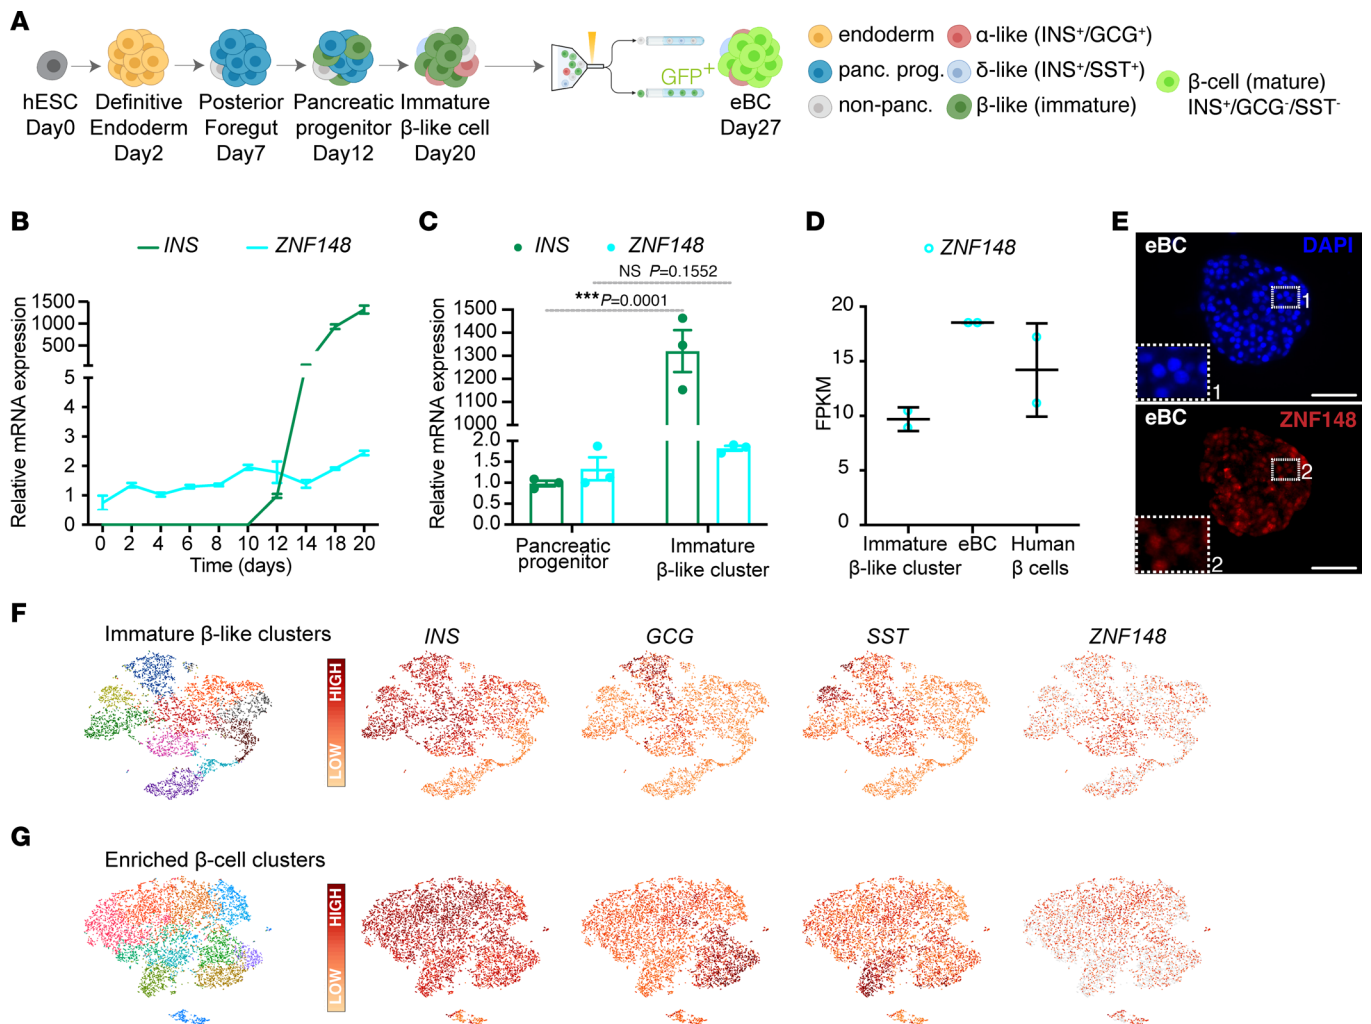 A
hESC
Day0
Definitive
Endoderm
Day2
Posterior
Foregut
Day7
Pancreatic
progenitor
Day12
Immature
β-like cell
Day20
GFP+
eBC
Day27
endoderm
panc. prog.
non-panc.
α-like (INS+/GCG+)
δ-like (INS+/SST+)
β-like (immature)
β-cell (mature)
INS+/GCG-/SST-
B
INS
ZNF148
Relative mRNA expression
1500
1000
500
5
4
3
2
1
0
0 2 4 6 8 10 12 14 18 20
Time (days)
C
INS
ZNF148
NS P=0.1552
***P=0.0001
Relative mRNA expression
1500
1400
1300
1200
1100
1000
2.0
1.5
1.0
0.5
0.0
Pancreatic
progenitor
Immature
β-like cluster
D
ZNF148
FPKM
20
15
10
5
0
Immature
β-like cluster
eBC
Human
β cells
E
eBC
DAPI
1
1
eBC
ZNF148
2
2
F
Immature β-like clusters
HIGH
LOW
INS
GCG
SST
ZNF148
G
Enriched β-cell clusters
HIGH
LOW